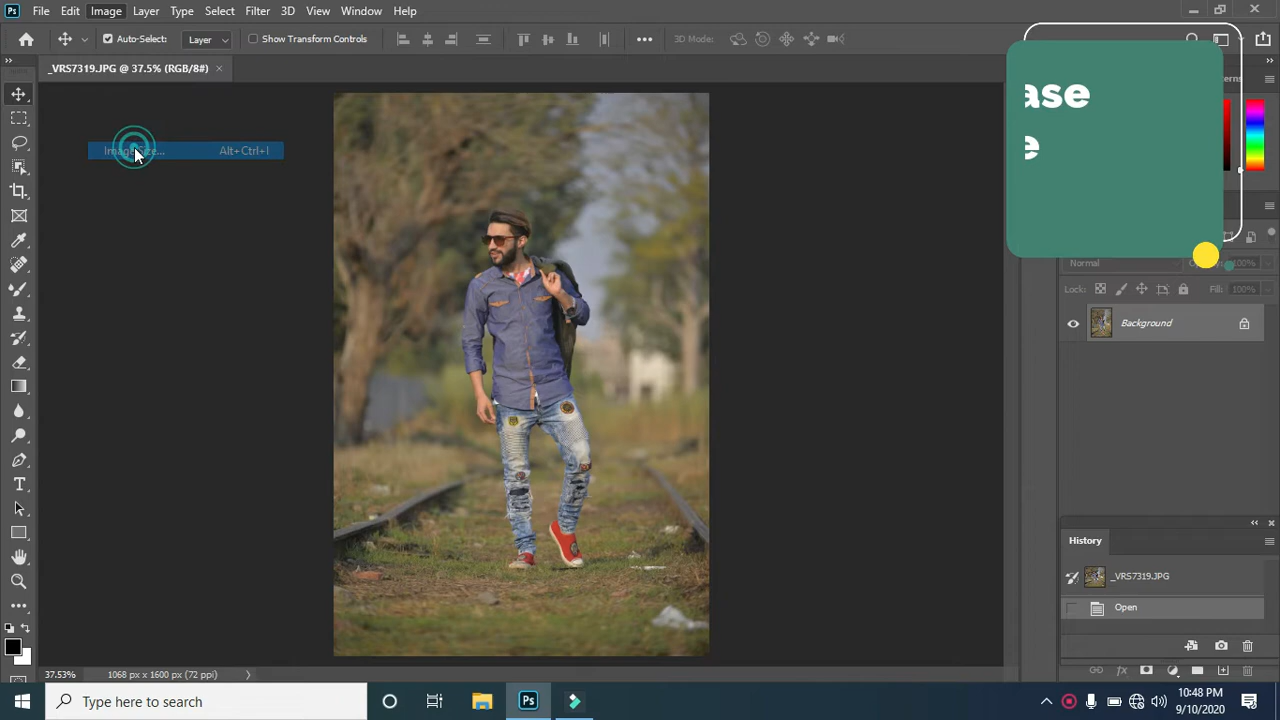 Ps File Edit Image Layer Type Select Filter 3D View Window Help
Auto-Select: Layer Show Transform Controls 3D Mode:
_VRS7319.JPG @ 37.5% (RGB/8#) ×
ase
e
Image Size... Alt+Ctrl+I
Normal 100%
Lock: Fill: 100%
Background
History
_VRS7319.JPG
Open
37.53% 1068 px x 1600 px (72 ppi)
Type here to search
Ps
10:48 PM
9/10/2020